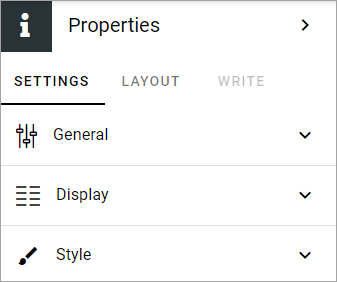 Properties
SETTINGS LAYOUT WRITE
General
Display
Style